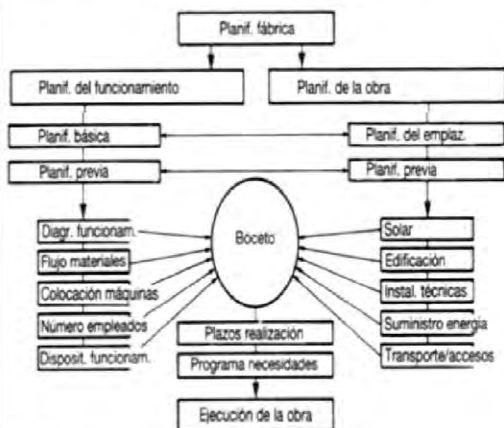 Planif. fábrica
Planif. del funcionamiento
Planif. de la obra
Planif. básica
Planif. del emplaz.
Planif. previa
Planif. previa
Diagr. funcionam.
Flujo materiales
Colocación máquinas
Número empleados
Disposit. funcionam.
Boceto
Solar
Edificación
Instal. técnicas
Suministro energía
Transporte/accesos
Plazos realización
Programa necesidades
Ejecución de la obra